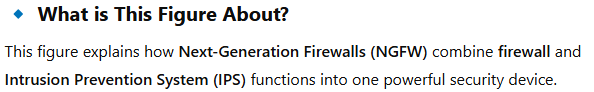 What is This Figure About?
This figure explains how Next-Generation Firewalls (NGFW) combine firewall and
Intrusion Prevention System (IPS) functions into one powerful security device.